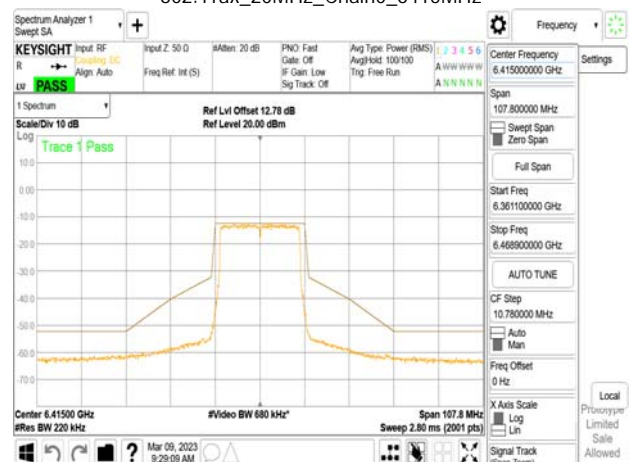 Spectrum Analyzer 1
Swept SA
Frequency
KEYSIGHT
Input: RF
Coupling: DC
Align: Auto
Input Z: 50 Ω
Freq Ref: Int (S)
#Atten: 20 dB
PNO: Fast
Gate: Off
IF Gain: Low
Sig Track: Off
Avg Type: Power (RMS)
Avg|Hold: 100/100
Trig: Free Run
1 2 3 4 5 6
A W W W W W
A N N N N N
R
LV
PASS
Center Frequency
6.415000000 GHz
Settings
1 Spectrum
Scale/Div 10 dB
Ref Lvl Offset 12.78 dB
Ref Level 20.00 dBm
Span
107.800000 MHz
Swept Span
Zero Span
Log
Trace 1 Pass
10.0
0.00
-10.0
-20.0
-30.0
-40.0
-50.0
-60.0
-70.0
Full Span
Start Freq
6.361100000 GHz
Stop Freq
6.468900000 GHz
AUTO TUNE
CF Step
10.780000 MHz
Auto
Man
Freq Offset
0 Hz
X Axis Scale
Log
Lin
Local
Prototype
Limited
Sale
Allowed
Center 6.41500 GHz
#Res BW 220 kHz
#Video BW 680 kHz*
Span 107.8 MHz
Sweep 2.80 ms (2001 pts)
Mar 09, 2023
9:29:09 AM
Signal Track